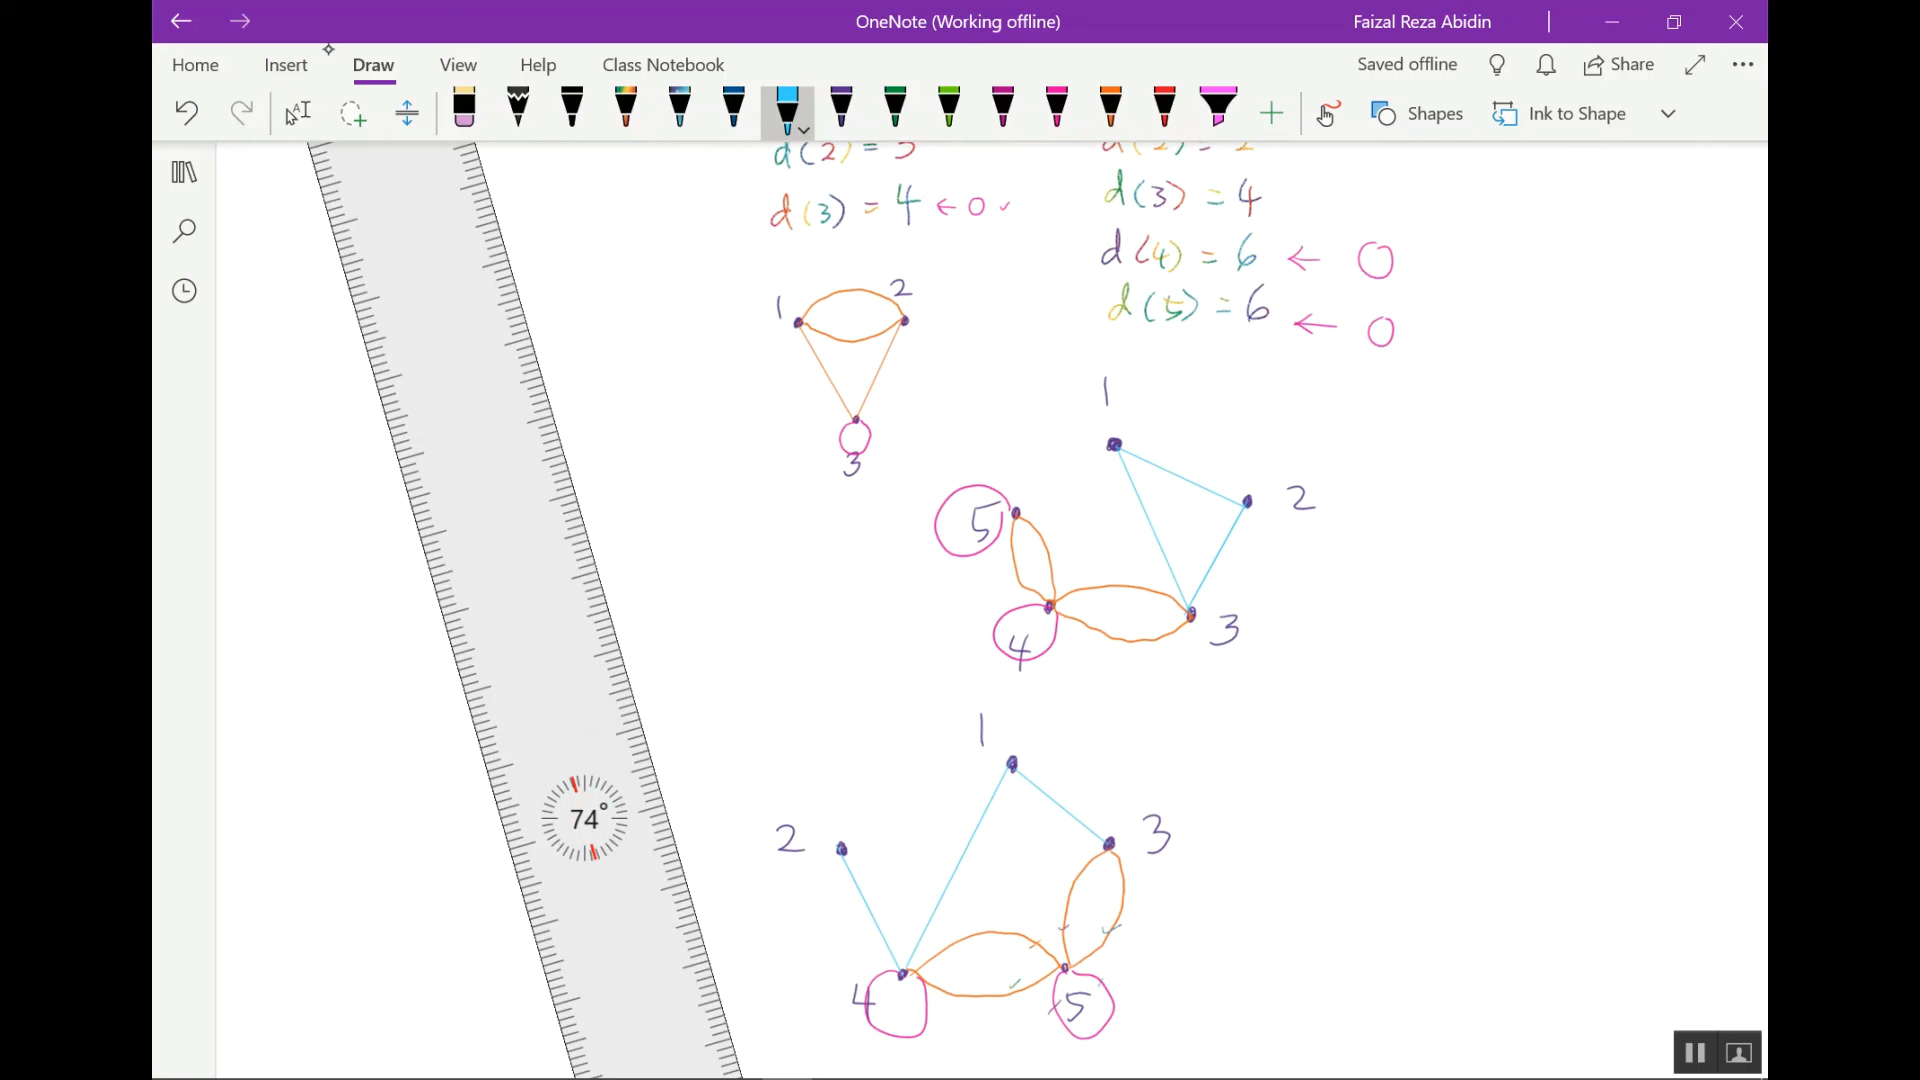 OneNote (Working offline)
Faizal Reza Abidin
Home Insert Draw View Help Class Notebook
Saved offline Share
Shapes Ink to Shape
d(2) = 3
d(3) = 4 ← 0 ✓
d(3) = 4
d(4) = 6 ← 0
d(5) = 6 ← 0
1 2
3
1
5 2
4 3
1
2 3
4 5
74°